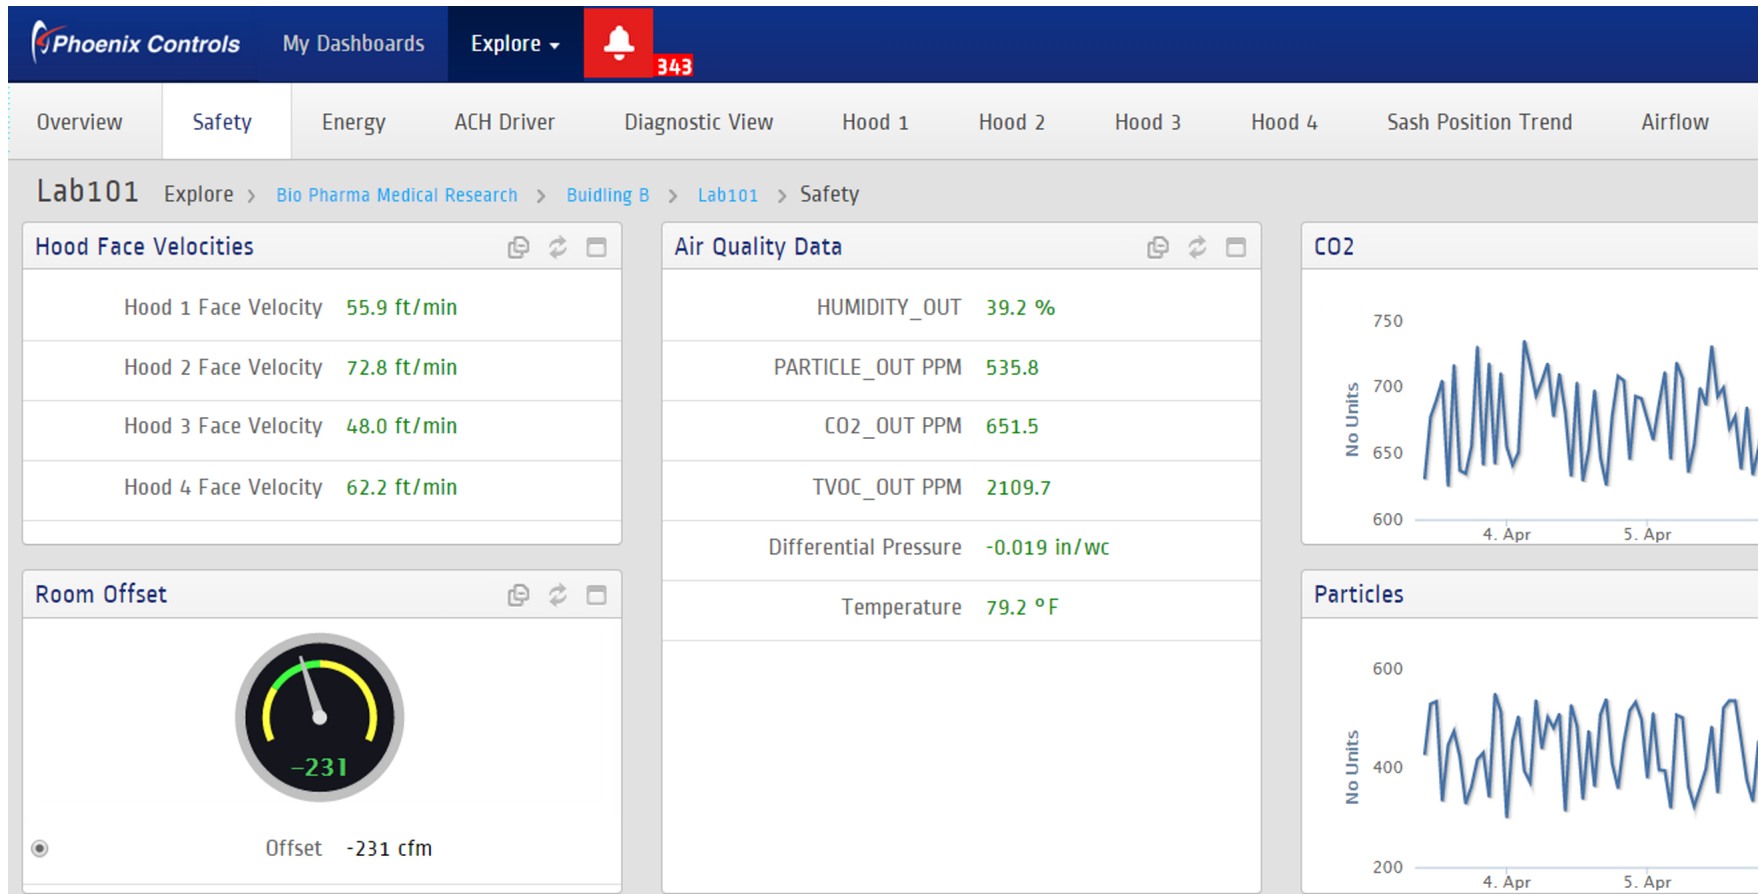 Phoenix Controls My Dashboards Explore 343
Overview Safety Energy ACH Driver Diagnostic View Hood 1 Hood 2 Hood 3 Hood 4 Sash Position Trend Airflow
Lab101 Explore > Bio Pharma Medical Research > Buidling B > Lab101 > Safety
Hood Face Velocities
Hood 1 Face Velocity 55.9 ft/min
Hood 2 Face Velocity 72.8 ft/min
Hood 3 Face Velocity 48.0 ft/min
Hood 4 Face Velocity 62.2 ft/min
Room Offset
-231
Offset -231 cfm
Air Quality Data
HUMIDITY_OUT 39.2 %
PARTICLE_OUT PPM 535.8
CO2_OUT PPM 651.5
TVOC_OUT PPM 2109.7
Differential Pressure -0.019 in/wc
Temperature 79.2 °F
CO2
No Units
750
700
650
600
4. Apr 5. Apr
Particles
No Units
600
400
200
4. Apr 5. Apr